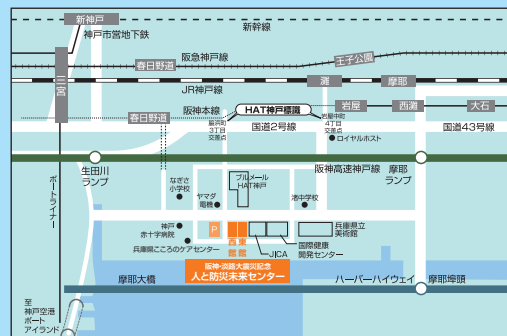 新神戸
新幹線
神戸市営地下鉄
阪急神戸線
王子公園
春日野道
三宮
JR神戸線
灘
摩耶
阪神本線
HAT神戸標識
岩屋
西灘
大石
春日野道
脇浜町
3丁目
交差点
国道2号線
岩屋中町
4丁目
交差点
ロイヤルホスト
国道43号線
阪神高速神戸線
生田川
ランプ
摩耶
ランプ
ポートライナー
なぎさ
小学校
ヤマダ
電機
ブルメール
HAT神戸
渚中学校
神戸
赤十字病院
P
西館
東館
兵庫県立
美術館
兵庫県こころのケアセンター
JICA
国際健康
開発センター
阪神・淡路大震災記念
人と防災未来センター
摩耶大橋
ハーバーハイウェイ
摩耶埠頭
至
神戸空港
ポート
アイランド